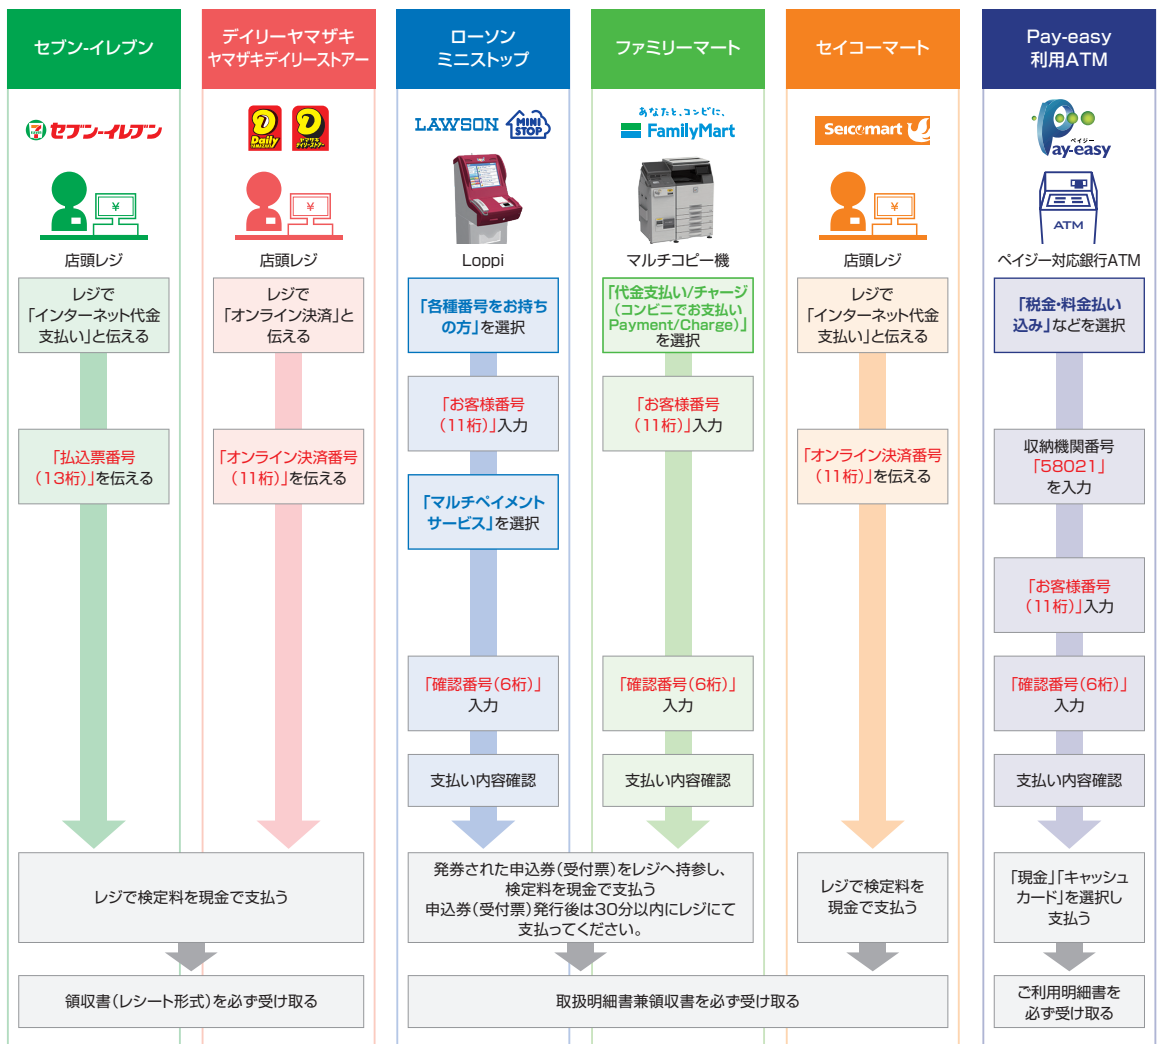 セブン-イレブン
デイリーヤマザキ
ヤマザキデイリーストアー
ローソン
ミニストップ
ファミリーマート
セイコーマート
Pay-easy
利用ATM
セブン-イレブン
Daily
YAMAZAKI
ヤマザキ
デイリーストアー
LAWSON
MINI
STOP
あなたと、コンビに、
FamilyMart
Seicomart
ペイジー
Pay-easy
¥
¥
¥
ATM
店頭レジ
店頭レジ
Loppi
マルチコピー機
店頭レジ
ペイジー対応銀行ATM
レジで
「インターネット代金
支払い」と伝える
「払込票番号
(13桁)」を伝える
レジで
「オンライン決済」と
伝える
「オンライン決済番号
(11桁)」を伝える
「各種番号をお持ち
の方」を選択
「お客様番号
(11桁)」入力
「マルチペイメント
サービス」を選択
「確認番号(6桁)」
入力
支払い内容確認
「代金支払い/チャージ
(コンビニでお支払い
Payment/Charge)」
を選択
「お客様番号
(11桁)」入力
「確認番号(6桁)」
入力
支払い内容確認
レジで
「インターネット代金
支払い」と伝える
「オンライン決済番号
(11桁)」を伝える
「税金・料金払い
込み」などを選択
収納機関番号
「58021」
を入力
「お客様番号
(11桁)」入力
「確認番号(6桁)」
入力
支払い内容確認
レジで検定料を現金で支払う
発券された申込券(受付票)をレジへ持参し、
検定料を現金で支払う
申込券(受付票)発行後は30分以内にレジにて
支払ってください。
レジで検定料を
現金で支払う
「現金」「キャッシュ
カード」を選択し
支払う
領収書(レシート形式)を必ず受け取る
取扱明細書兼領収書を必ず受け取る
ご利用明細書を
必ず受け取る